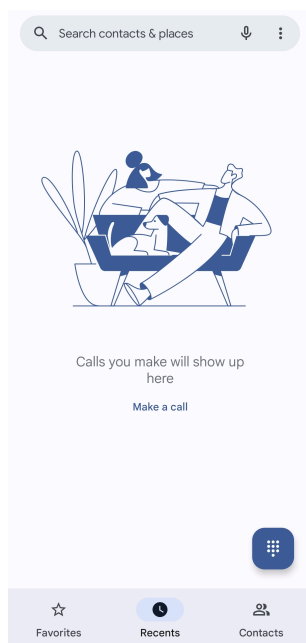 Search contacts & places
Calls you make will show up
here
Make a call
Favorites
Recents
Contacts